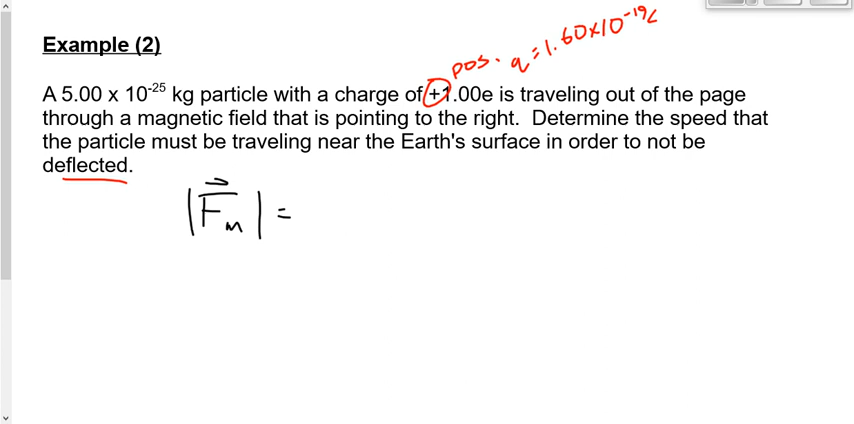 Example (2)
pos. q = 1.60x10⁻¹⁹C
A 5.00 x 10⁻²⁵ kg particle with a charge of +1.00e is traveling out of the page
through a magnetic field that is pointing to the right. Determine the speed that
the particle must be traveling near the Earth's surface in order to not be
deflected.
|F⃗ₘ| =